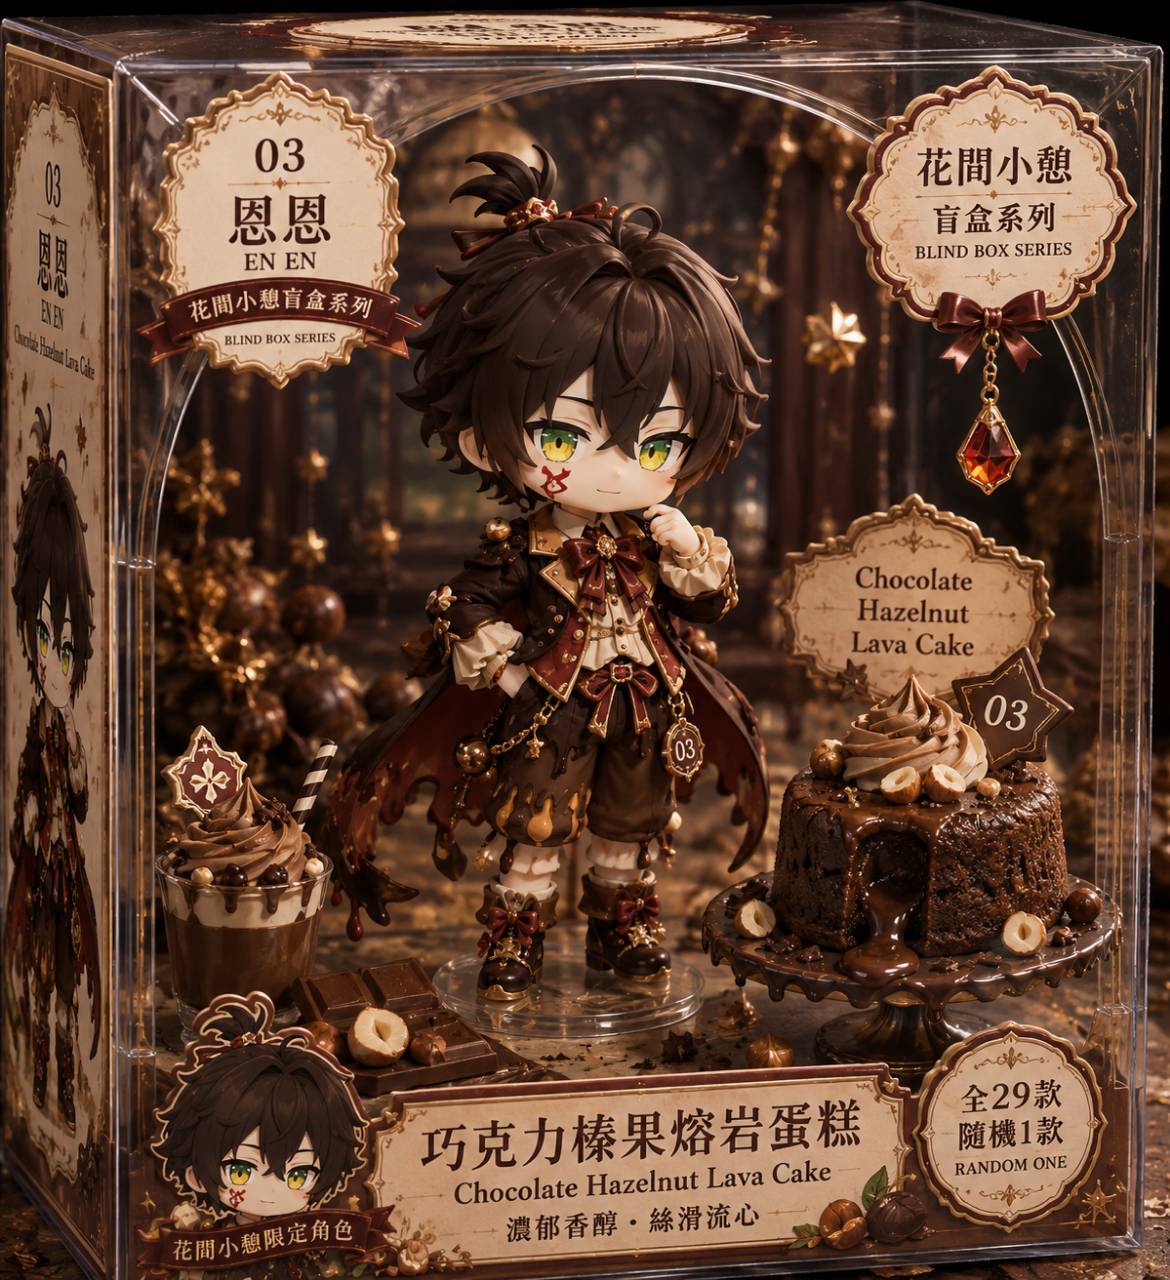 03
恩恩
EN EN
花間小憩盲盒系列
BLIND BOX SERIES
花間小憩
盲盒系列
BLIND BOX SERIES
03
恩恩
EN EN
Chocolate Hazelnut Lava Cake
Chocolate
Hazelnut
Lava Cake
03
03
巧克力榛果熔岩蛋糕
Chocolate Hazelnut Lava Cake
濃郁香醇・絲滑流心
全29款
隨機1款
RANDOM ONE
花間小憩限定角色